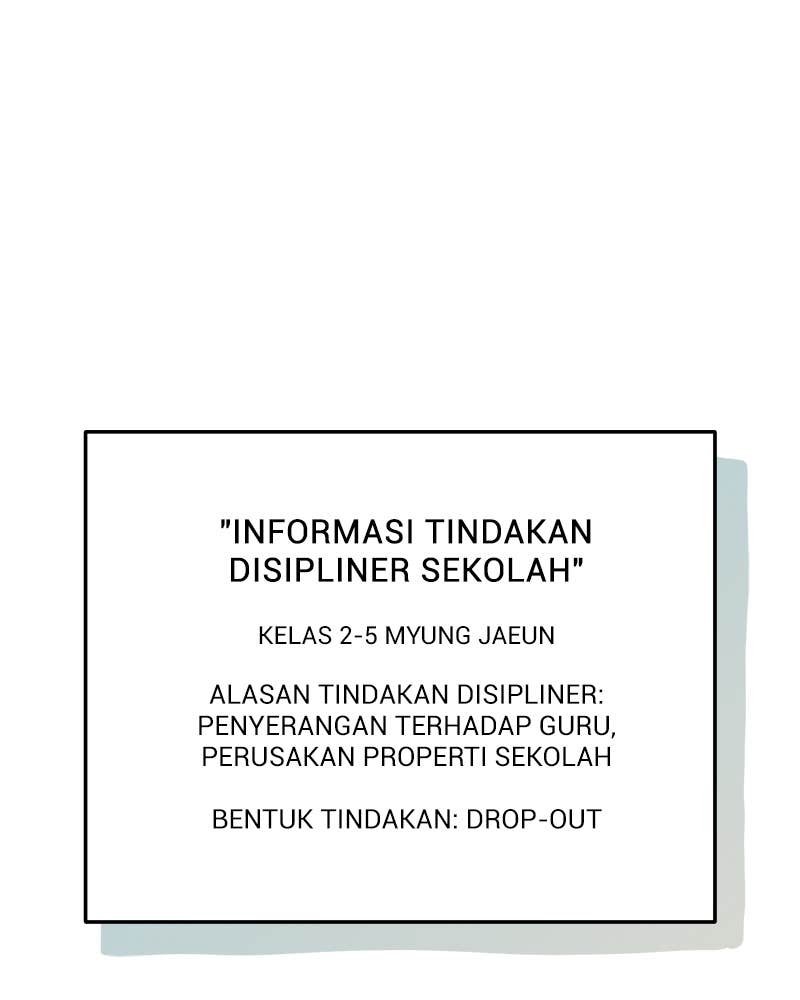 "INFORMASI TINDAKAN
DISIPLINER SEKOLAH"
KELAS 2-5 MYUNG JAEUN
ALASAN TINDAKAN DISIPLINER:
PENYERANGAN TERHADAP GURU,
PERUSAKAN PROPERTI SEKOLAH
BENTUK TINDAKAN: DROP-OUT